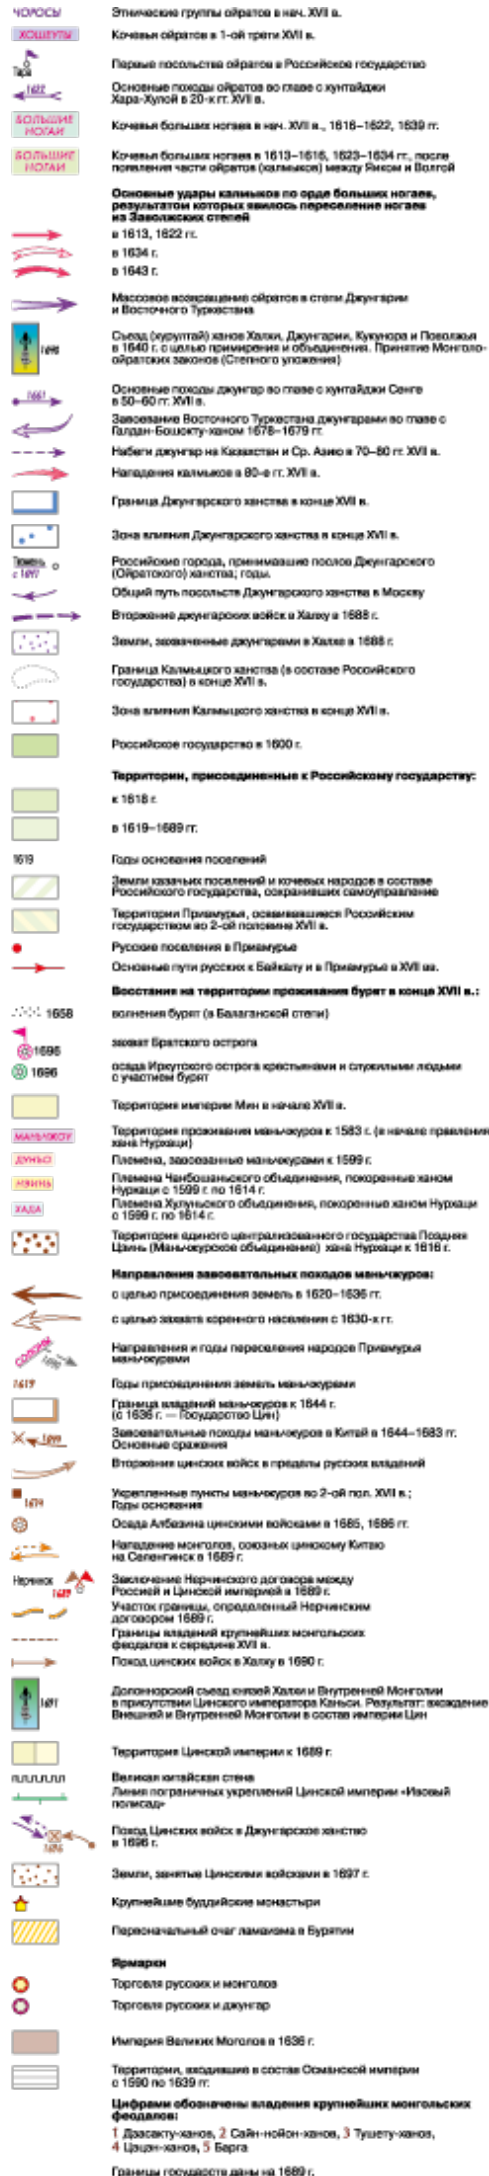 ЧОРОСЫ Этнические группы ойратов в нач. XVII в.
ХОШЕУТЫ Кочевья ойратов в 1-ой трети XVII в.
Тара Первые посольства ойратов в Российское государство
1622 Основные походы ойратов во главе с хунтайджи
Хара-Хулой в 20-х гг. XVII в.
БОЛЬШИЕ
НОГАИ Кочевья больших ногаев в нач. XVII в., 1616–1622, 1639 гг.
БОЛЬШИЕ
НОГАИ Кочевья больших ногаев в 1613–1616, 1623–1634 гг., после
появления части ойратов (калмыков) между Яиком и Волгой
Основные удары калмыков по орде больших ногаев,
результатом которых явилось переселение ногаев
из Заволжских степей
в 1613, 1622 гг.
в 1634 г.
в 1643 г.
Массовое возвращение ойратов в степи Джунгарии
и Восточного Туркестана
1640 Съезд (хурултай) ханов Халхи, Джунгарии, Кукунора и Поволжья
в 1640 г. с целью примирения и объединения. Принятие Монголо-
ойратских законов (Степного уложения)
1661 Основные походы джунгар во главе с хунтайджи Сенге
в 50–60 гг. XVII в.
Завоевание Восточного Туркестана джунгарами во главе с
Галдан-Бошокту-ханом 1678–1679 гг.
Набеги джунгар на Казахстан и Ср. Азию в 70–80 гг. XVII в.
Нападения калмыков в 80-е гг. XVII в.
Граница Джунгарского ханства в конце XVII в.
Зона влияния Джунгарского ханства в конце XVII в.
Тюмень Российские города, принимавшие послов Джунгарского
(Ойратского) ханства; годы.
Общий путь посольств Джунгарского ханства в Москву
Вторжение джунгарских войск в Халху в 1688 г.
Земли, захваченные джунгарами в Халхе в 1688 г.
Граница Калмыцкого ханства (в составе Российского
государства) в конце XVII в.
Зона влияния Калмыцкого ханства в конце XVII в.
Российское государство в 1600 г.
Территории, присоединенные к Российскому государству:
к 1618 г.
в 1619–1689 гг.
1619 Годы основания поселений
Земли казачьих поселений и кочевых народов в составе
Российского государства, сохранивших самоуправление
Территории Приамурья, осваивавшиеся Российским
государством во 2-ой половине XVII в.
Русские поселения в Приамурье
Основные пути русских к Байкалу и в Приамурье в XVII вв.
Восстания на территории проживания бурят в конце XVII в.:
1658 волнения бурят (в Балаганской степи)
1696 захват Братского острога
1696 осада Иркутского острога крестьянами и служилыми людьми
с участием бурят
Территория империи Мин в начале XVII в.
МАНЬЧЖОУ Территория проживания маньчжуров к 1583 г. (в начале правления
хана Нурхаци)
ДУНЬО Племена, завоеванные маньчжурами к 1599 г.
НЭИНЬ Племена Чанбошаньского объединения, покоренные ханом
Нурхаци с 1599 г. по 1614 г.
ХАДА Племена Хулуньского объединения, покоренные ханом Нурхаци
с 1599 г. по 1614 г.
Территория единого централизованного государства Поздняя
Цзинь (Маньчжурское объединение) хана Нурхаци к 1616 г.
Направления завоевательных походов маньчжуров:
с целью присоединения земель в 1620–1636 гг.
с целью захвата коренного населения с 1630-х гг.
Направления и годы переселения народов Приамурья
маньчжурами
1619 Годы присоединения земель маньчжурами
Граница владений маньчжуров к 1644 г.
(с 1636 г. — Государство Цин)
Завоевательные походы маньчжуров в Китай в 1644–1683 гг.
Основные сражения
Вторжения цинских войск в пределы русских владений
1674 Укрепленные пункты маньчжуров во 2-ой пол. XVII в.;
Годы основания
Осада Албазина цинскими войсками в 1685, 1686 гг.
Нападение монголов, союзных цинскому Китаю
на Селенгинск в 1689 г.
Нерчинск 1689 Заключение Нерчинского договора между
Россией и Цинской империей в 1689 г.
Участок границы, определенный Нерчинским
договором 1689 г.
Границы владений крупнейших монгольских
феодалов к середине XVII в.
Поход цинских войск в Халху в 1690 г.
1691 Долоннорский съезд князей Халхи и Внутренней Монголии
в присутствии Цинского императора Каньси. Результат: вхождение
Внешней и Внутренней Монголии в состав империи Цин
Территория Цинской империи к 1689 г.
Великая китайская стена
Линия пограничных укреплений Цинской империи «Ивовый
полисад»
1696 Поход Цинских войск в Джунгарское ханство
в 1696 г.
Земли, занятые Цинскими войсками в 1697 г.
Крупнейшие буддийские монастыри
Первоначальный очаг ламаизма в Бурятии
Ярмарки
Торговля русских и монголов
Торговля русских и джунгар
Империя Великих Моголов в 1636 г.
Территории, входившие в состав Османской империи
с 1590 по 1639 гг.
Цифрами обозначены владения крупнейших монгольских
феодалов:
1 Дзасакту-ханов, 2 Сайн-нойон-ханов, 3 Тушету-ханов,
4 Цэцэн-ханов, 5 Барга
Границы государств даны на 1689 г.